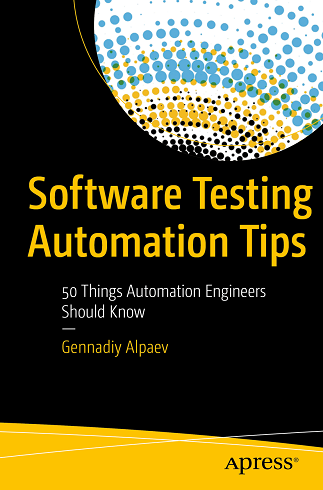 Software Testing
Automation Tips
50 Things Automation Engineers
Should Know
—
Gennadiy Alpaev
Apress®